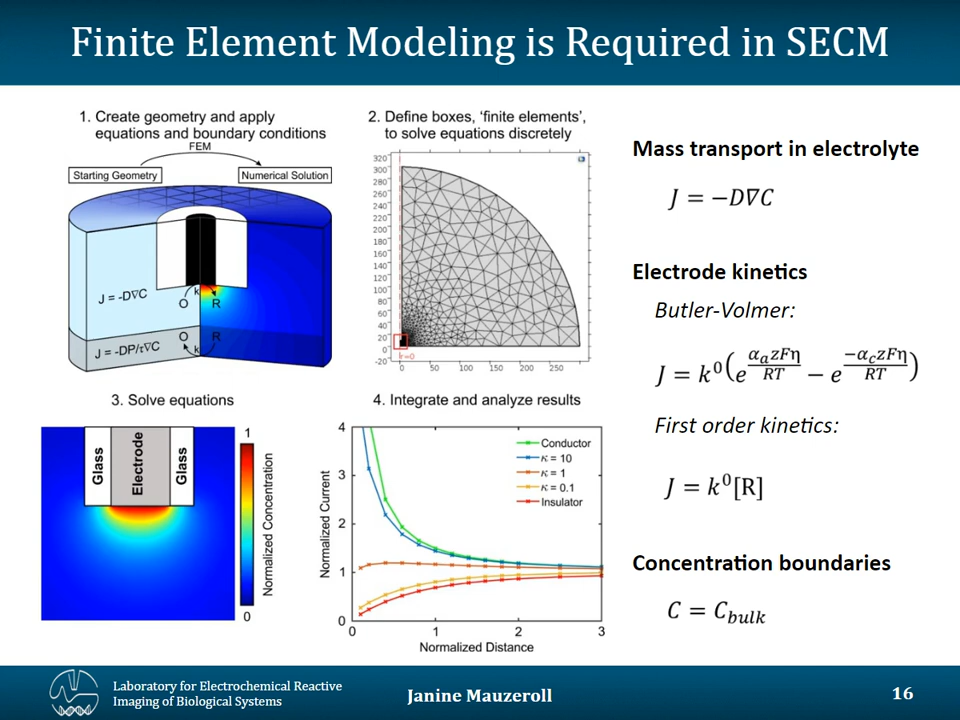 Finite Element Modeling is Required in SECM
1. Create geometry and apply
equations and boundary conditions
FEM
Starting Geometry
Numerical Solution
J = -D∇C
k
O
R
J = -DP/τ∇C
O
R
k
2. Define boxes, 'finite elements',
to solve equations discretely
320
300
280
260
240
220
200
180
160
140
120
100
80
60
40
20
0
-20
r=0
0 50 100 150 200 250
3. Solve equations
Glass
Electrode
Glass
1
0
Normalized Concentration
4. Integrate and analyze results
4
3
2
1
0
Normalized Current
Conductor
κ = 10
κ = 1
κ = 0.1
Insulator
0 1 2 3
Normalized Distance
Mass transport in electrolyte
J = −D∇C
Electrode kinetics
Butler-Volmer:
J = k⁰(e^(α_a zFη / RT) − e^(−α_c zFη / RT))
First order kinetics:
J = k⁰[R]
Concentration boundaries
C = C_bulk
Laboratory for Electrochemical Reactive
Imaging of Biological Systems
Janine Mauzeroll
16